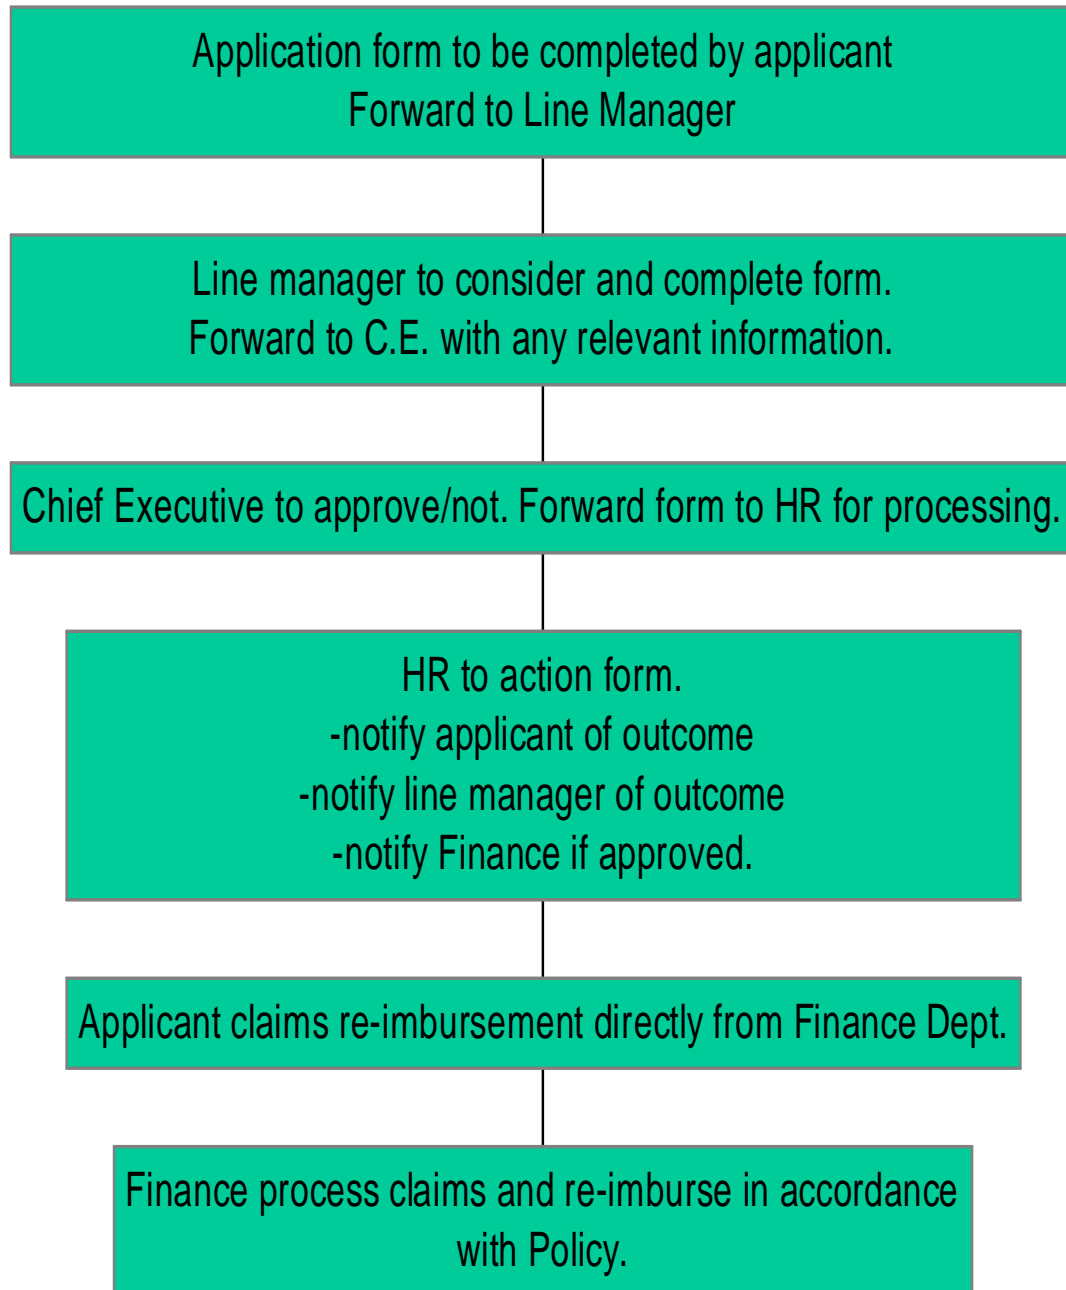 Application form to be completed by applicant
Forward to Line Manager
Line manager to consider and complete form.
Forward to C.E. with any relevant information.
Chief Executive to approve/not. Forward form to HR for processing.
HR to action form.
-notify applicant of outcome
-notify line manager of outcome
-notify Finance if approved.
Applicant claims re-imbursement directly from Finance Dept.
Finance process claims and re-imburse in accordance
with Policy.